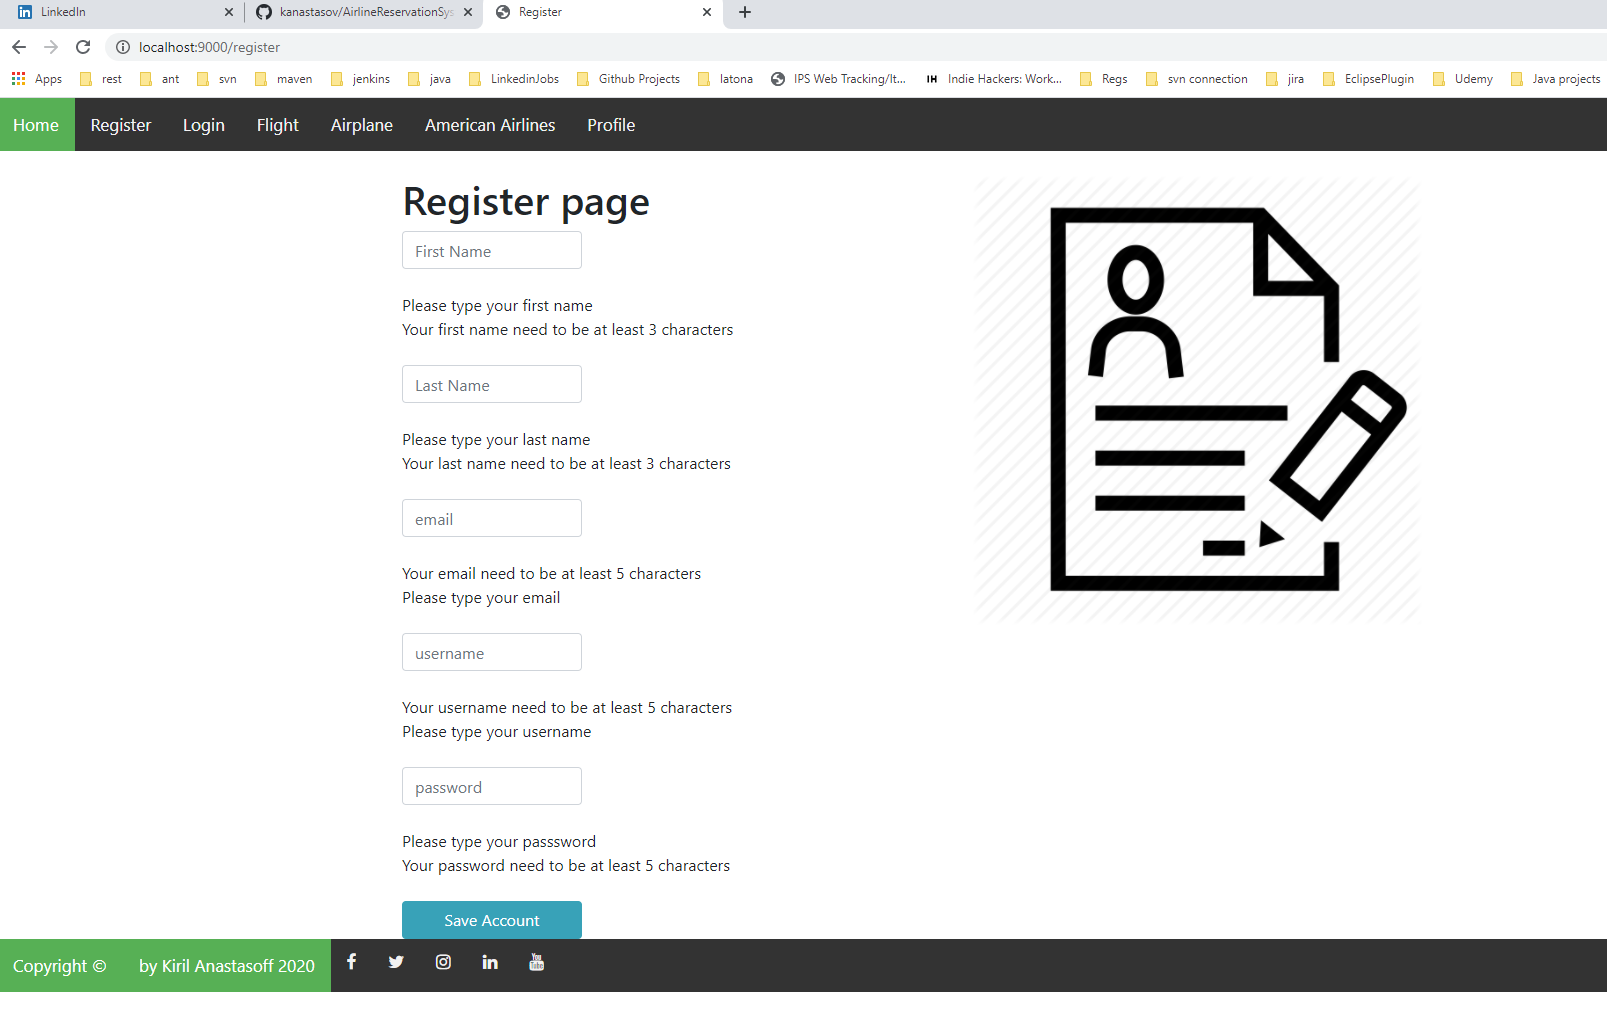 LinkedIn
kanastasov/AirlineReservationSys
Register
localhost:9000/register
Apps rest ant svn maven jenkins java LinkedinJobs Github Projects latona IPS Web Tracking/It... IH Indie Hackers: Work... Regs svn connection jira EclipsePlugin Udemy Java projects
Home Register Login Flight Airplane American Airlines Profile
Register page
First Name
Please type your first name
Your first name need to be at least 3 characters
Last Name
Please type your last name
Your last name need to be at least 3 characters
email
Your email need to be at least 5 characters
Please type your email
username
Your username need to be at least 5 characters
Please type your username
password
Please type your passsword
Your password need to be at least 5 characters
Save Account
Copyright © by Kiril Anastasoff 2020
You Tube